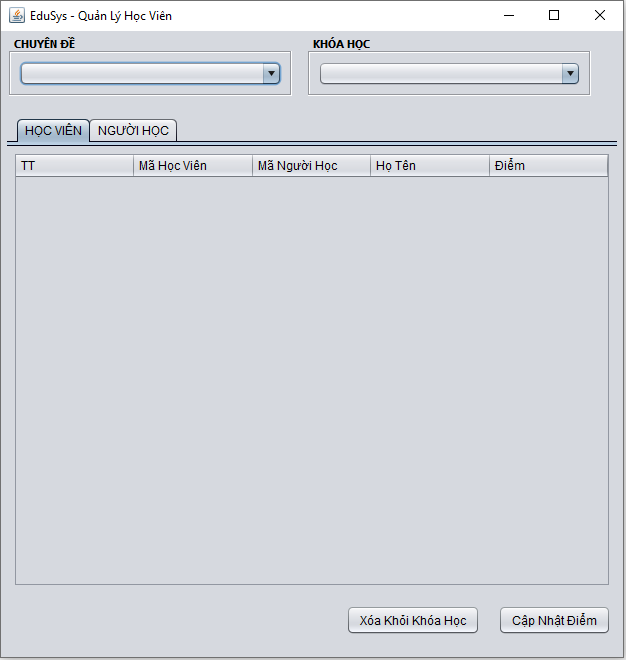 EduSys - Quản Lý Học Viên
CHUYÊN ĐỀ KHÓA HỌC
HỌC VIÊN NGƯỜI HỌC
TT Mã Học Viên Mã Người Học Họ Tên Điểm
Xóa Khỏi Khóa Học Cập Nhật Điểm